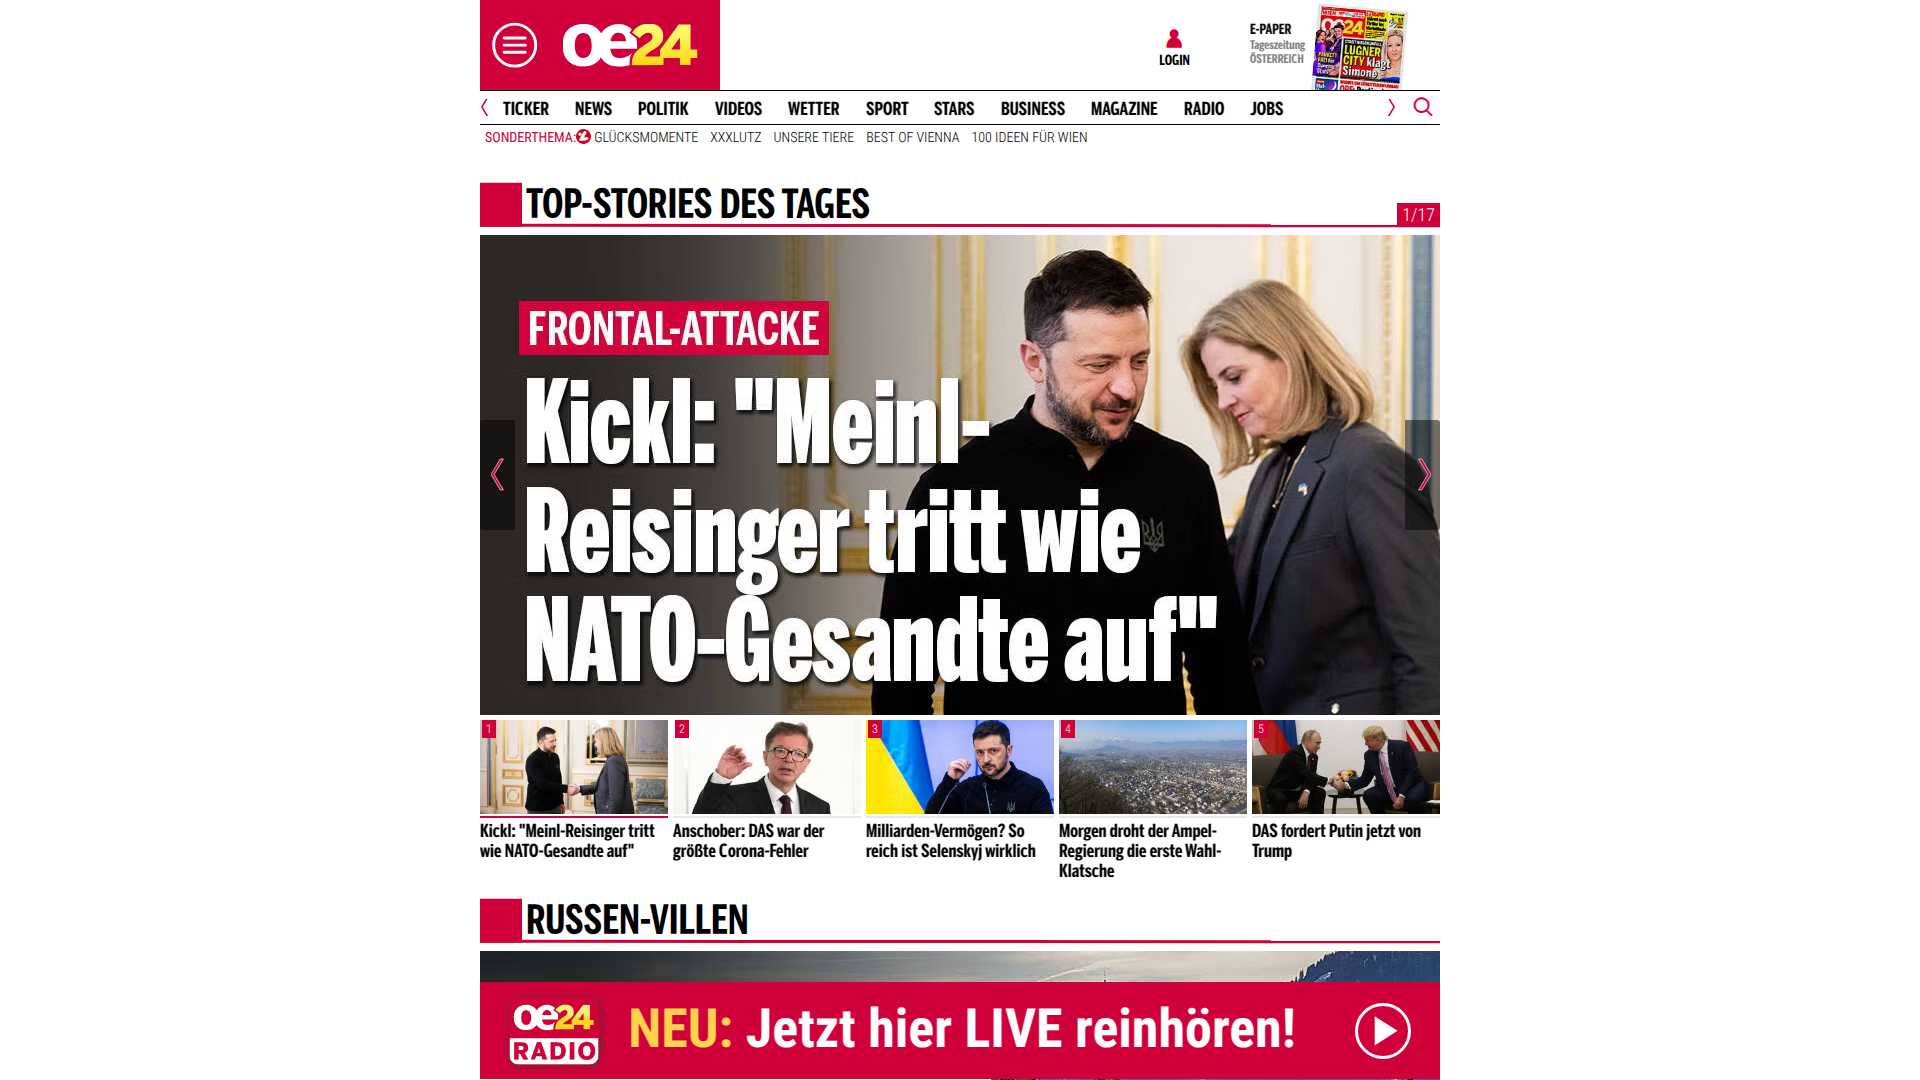 oe24
LOGIN
E-PAPER
Tageszeitung
ÖSTERREICH
oe24
LUGNER
CITY klagt
Simone
TICKER NEWS POLITIK VIDEOS WETTER SPORT STARS BUSINESS MAGAZINE RADIO JOBS
SONDERTHEMA: GLÜCKSMOMENTE XXXLUTZ UNSERE TIERE BEST OF VIENNA 100 IDEEN FÜR WIEN
TOP-STORIES DES TAGES
1/17
FRONTAL-ATTACKE
Kickl: "Meinl-
Reisinger tritt wie
NATO-Gesandte auf"
1
Kickl: "Meinl-Reisinger tritt
wie NATO-Gesandte auf"
2
Anschober: DAS war der
größte Corona-Fehler
3
Milliarden-Vermögen? So
reich ist Selenskyj wirklich
4
Morgen droht der Ampel-
Regierung die erste Wahl-
Klatsche
5
DAS fordert Putin jetzt von
Trump
RUSSEN-VILLEN
oe24
RADIO
NEU: Jetzt hier LIVE reinhören!